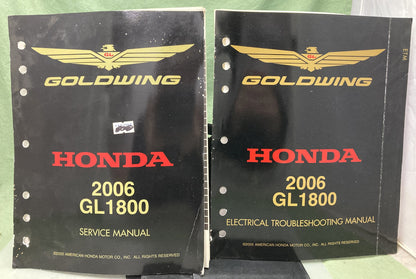 GOLDWING
HONDA
2006
GL1800
SERVICE MANUAL
©2005 AMERICAN HONDA MOTOR CO., INC. ALL RIGHTS RESERVED
ETM
GOLDWING
HONDA
2006
GL1800
ELECTRICAL TROUBLESHOOTING MANUAL
©2005 AMERICAN HONDA MOTOR CO., INC. ALL RIGHTS RESERVED